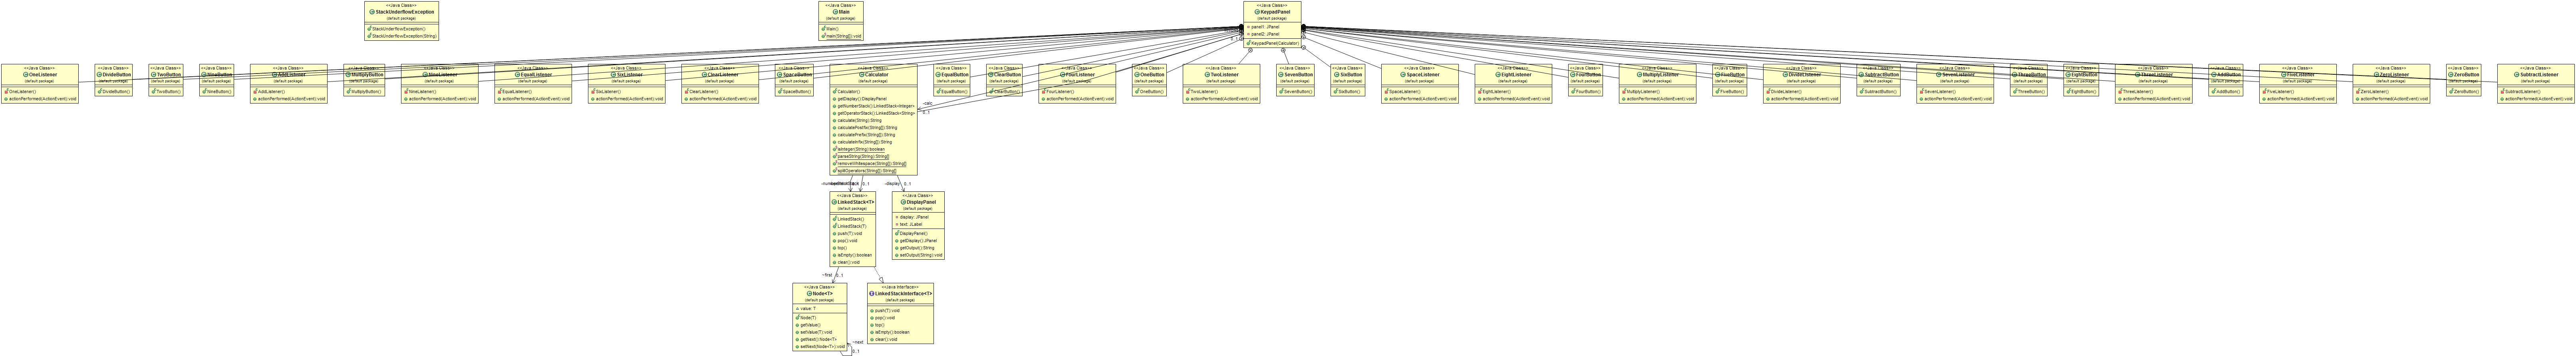 <<Java Class>>
StackUnderflowException
(default package)
StackUnderflowException()
StackUnderflowException(String)
<<Java Class>>
Main
(default package)
Main()
main(String[]):void
<<Java Class>>
KeypadPanel
(default package)
panel1: JPanel
panel2: JPanel
KeypadPanel(Calculator)
<<Java Class>>
OneListener
(default package)
OneListener()
actionPerformed(ActionEvent):void
<<Java Class>>
DivideButton
(default package)
DivideButton()
<<Java Class>>
TwoButton
(default package)
TwoButton()
<<Java Class>>
NineButton
(default package)
NineButton()
<<Java Class>>
AddListener
(default package)
AddListener()
actionPerformed(ActionEvent):void
<<Java Class>>
MultiplyButton
(default package)
MultiplyButton()
<<Java Class>>
NineListener
(default package)
NineListener()
actionPerformed(ActionEvent):void
<<Java Class>>
EqualListener
(default package)
EqualListener()
actionPerformed(ActionEvent):void
<<Java Class>>
SixListener
(default package)
SixListener()
actionPerformed(ActionEvent):void
<<Java Class>>
ClearListener
(default package)
ClearListener()
actionPerformed(ActionEvent):void
<<Java Class>>
SpaceButton
(default package)
SpaceButton()
<<Java Class>>
Calculator
(default package)
Calculator()
getDisplay():DisplayPanel
getNumberStack():LinkedStack<Integer>
getOperatorStack():LinkedStack<String>
calculate(String):String
calculatePostfix(String[]):String
calculatePrefix(String[]):String
calculateInfix(String[]):String
isInteger(String):boolean
parseString(String):String[]
removeWhitespace(String[]):String[]
splitOperators(String[]):String[]
-calc
0..1
<<Java Class>>
EqualButton
(default package)
EqualButton()
<<Java Class>>
ClearButton
(default package)
ClearButton()
<<Java Class>>
FourListener
(default package)
FourListener()
actionPerformed(ActionEvent):void
<<Java Class>>
OneButton
(default package)
OneButton()
<<Java Class>>
TwoListener
(default package)
TwoListener()
actionPerformed(ActionEvent):void
<<Java Class>>
SevenButton
(default package)
SevenButton()
<<Java Class>>
SixButton
(default package)
SixButton()
<<Java Class>>
SpaceListener
(default package)
SpaceListener()
actionPerformed(ActionEvent):void
<<Java Class>>
EightListener
(default package)
EightListener()
actionPerformed(ActionEvent):void
<<Java Class>>
FourButton
(default package)
FourButton()
<<Java Class>>
MultiplyListener
(default package)
MultiplyListener()
actionPerformed(ActionEvent):void
<<Java Class>>
FiveButton
(default package)
FiveButton()
<<Java Class>>
DivideListener
(default package)
DivideListener()
actionPerformed(ActionEvent):void
<<Java Class>>
SubtractButton
(default package)
SubtractButton()
<<Java Class>>
SevenListener
(default package)
SevenListener()
actionPerformed(ActionEvent):void
<<Java Class>>
ThreeButton
(default package)
ThreeButton()
<<Java Class>>
EightButton
(default package)
EightButton()
<<Java Class>>
ThreeListener
(default package)
ThreeListener()
actionPerformed(ActionEvent):void
<<Java Class>>
AddButton
(default package)
AddButton()
<<Java Class>>
FiveListener
(default package)
FiveListener()
actionPerformed(ActionEvent):void
<<Java Class>>
ZeroListener
(default package)
ZeroListener()
actionPerformed(ActionEvent):void
<<Java Class>>
ZeroButton
(default package)
ZeroButton()
<<Java Class>>
SubtractListener
(default package)
SubtractListener()
actionPerformed(ActionEvent):void
0..1
-display
0..1
<<Java Class>>
LinkedStack<T>
(default package)
LinkedStack()
LinkedStack(T)
push(T):void
pop():void
top()
isEmpty():boolean
clear():void
<<Java Class>>
DisplayPanel
(default package)
display: JPanel
text: JLabel
DisplayPanel()
getDisplay():JPanel
getOutput():String
setOutput(String):void
~first
0..1
<<Java Class>>
Node<T>
(default package)
value: T
Node(T)
getValue()
setValue(T):void
getNext():Node<T>
setNext(Node<T>):void
~next
0..1
<<Java Interface>>
LinkedStackInterface<T>
(default package)
push(T):void
pop():void
top()
isEmpty():boolean
clear():void